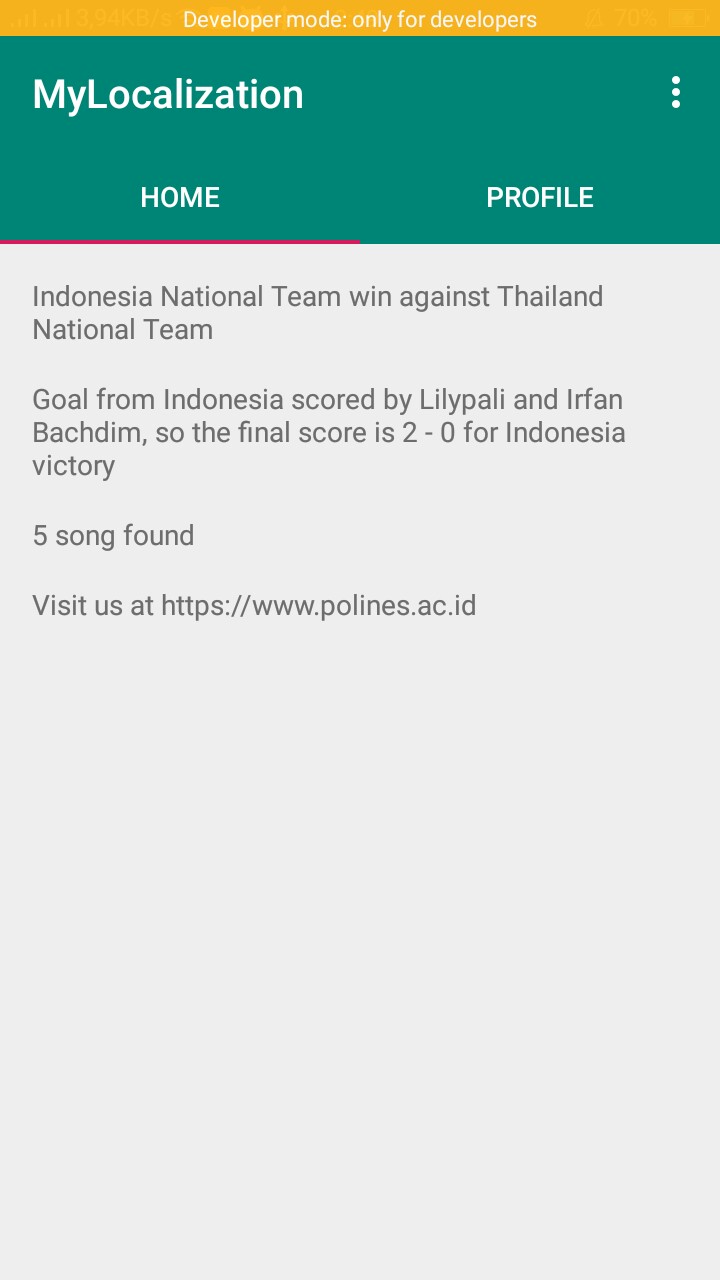 3,94KB/s
Developer mode: only for developers
70%
MyLocalization
HOME
PROFILE
Indonesia National Team win against Thailand
National Team
Goal from Indonesia scored by Lilypali and Irfan
Bachdim, so the final score is 2 - 0 for Indonesia
victory
5 song found
Visit us at https://www.polines.ac.id